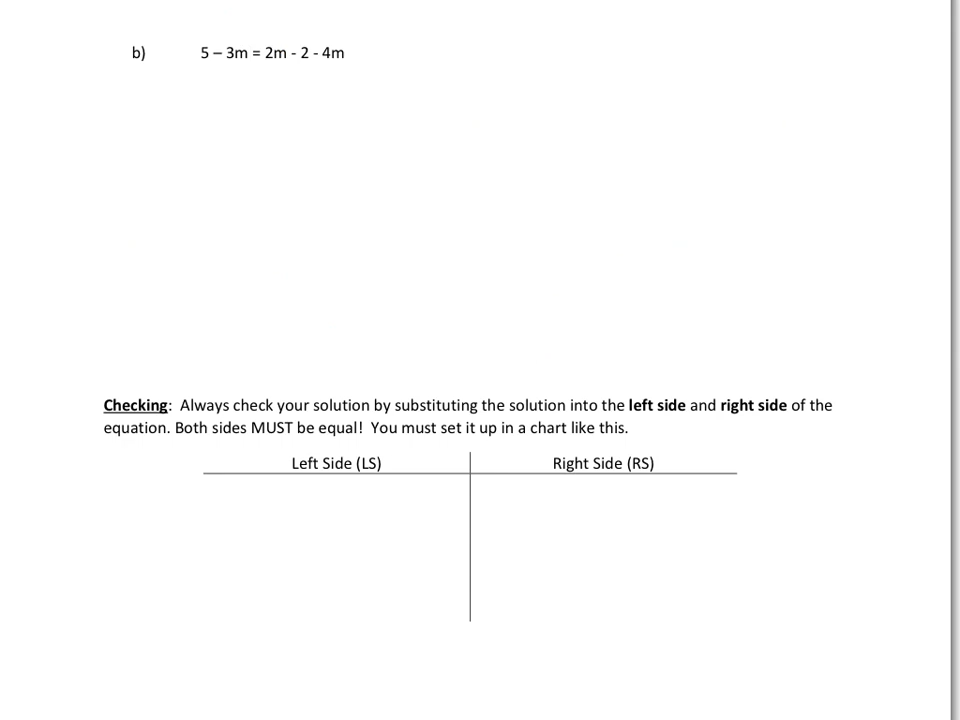 b) 5 – 3m = 2m - 2 - 4m
Checking: Always check your solution by substituting the solution into the left side and right side of the
equation. Both sides MUST be equal! You must set it up in a chart like this.
Left Side (LS) Right Side (RS)